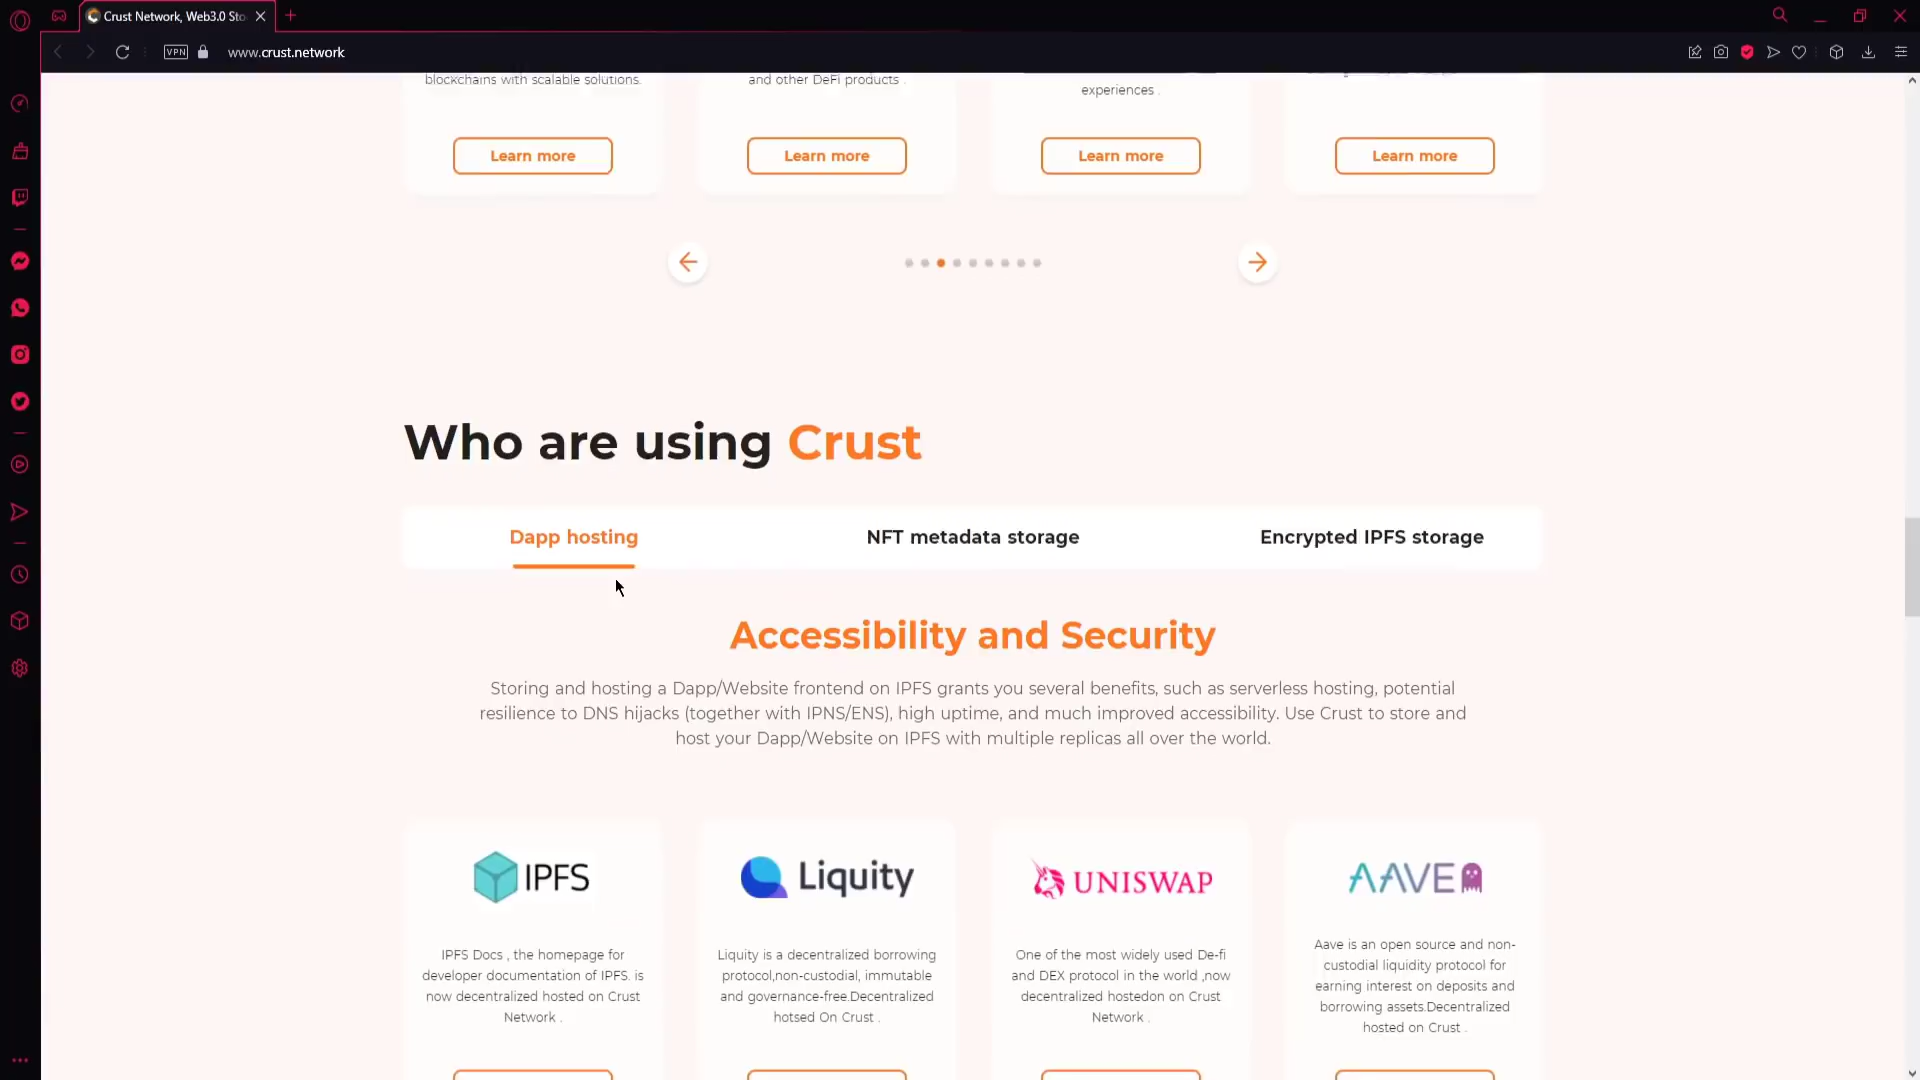 Crust Network, Web3.0 Sto
VPN
www.crust.network
blockchains with scalable solutions.
and other DeFi products .
experiences .
Learn more
Learn more
Learn more
Learn more
Who are using Crust
Dapp hosting
NFT metadata storage
Encrypted IPFS storage
Accessibility and Security
Storing and hosting a Dapp/Website frontend on IPFS grants you several benefits, such as serverless hosting, potential
resilience to DNS hijacks (together with IPNS/ENS), high uptime, and much improved accessibility. Use Crust to store and
host your Dapp/Website on IPFS with multiple replicas all over the world.
IPFS
IPFS Docs , the homepage for
developer documentation of IPFS. is
now decentralized hosted on Crust
Network .
Liquity
Liquity is a decentralized borrowing
protocol,non-custodial, immutable
and governance-free.Decentralized
hotsed On Crust .
UNISWAP
One of the most widely used De-fi
and DEX protocol in the world ,now
decentralized hostedon Crust
Network .
AAVE
Aave is an open source and non-
custodial liquidity protocol for
earning interest on deposits and
borrowing assets.Decentralized
hosted on Crust .